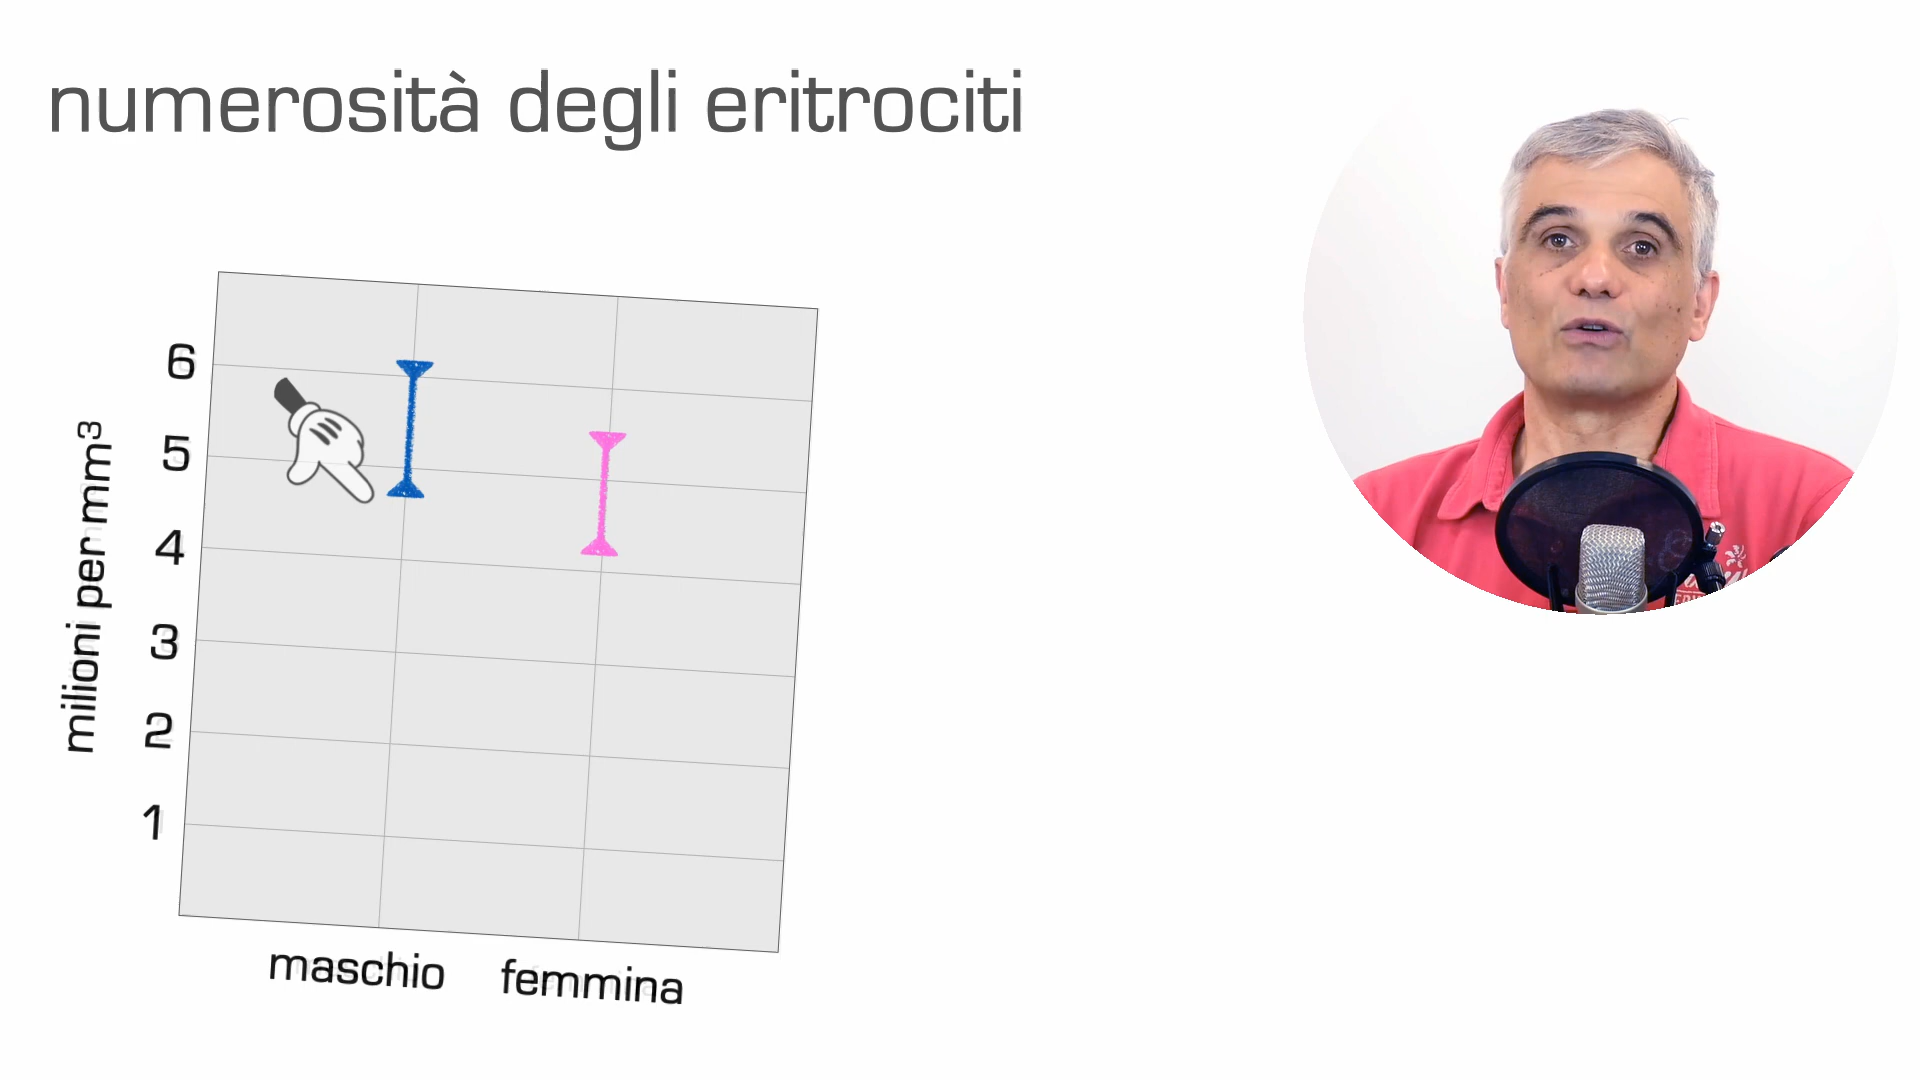 numerosità degli eritrociti
milioni per mm³
6
5
4
3
2
1
maschio
femmina